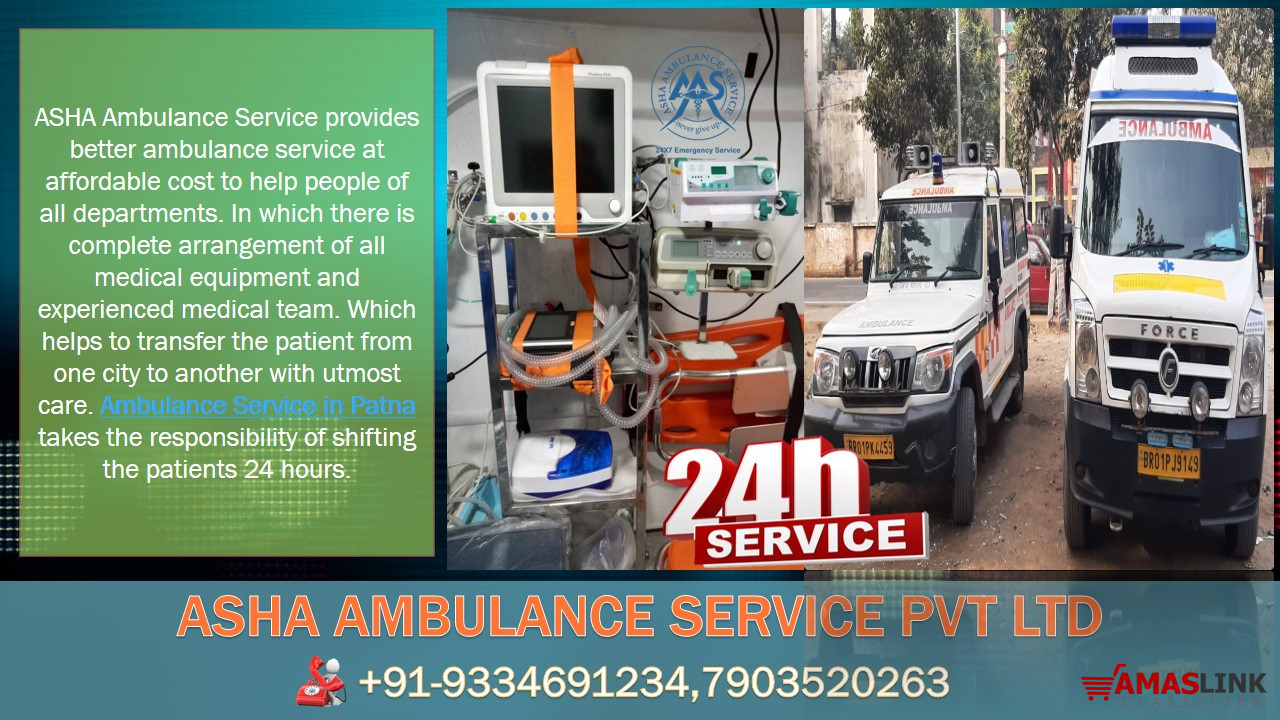 ASHA Ambulance Service provides
better ambulance service at
affordable cost to help people of
all departments. In which there is
complete arrangement of all
medical equipment and
experienced medical team. Which
helps to transfer the patient from
one city to another with utmost
care. Ambulance Service in Patna
takes the responsibility of shifting
the patients 24 hours.
ASHA AMBULANCE SERVICE
AAS
never give up
24X7 Emergency Service
AMBULANCE
AMBULANCE
AMBULANCE
BR01PK4459
AMBULANCE
FORCE
BR01PJ9149
24h
SERVICE
ASHA AMBULANCE SERVICE PVT LTD
+91-9334691234,7903520263
AMASLINK
CLASSIFIED